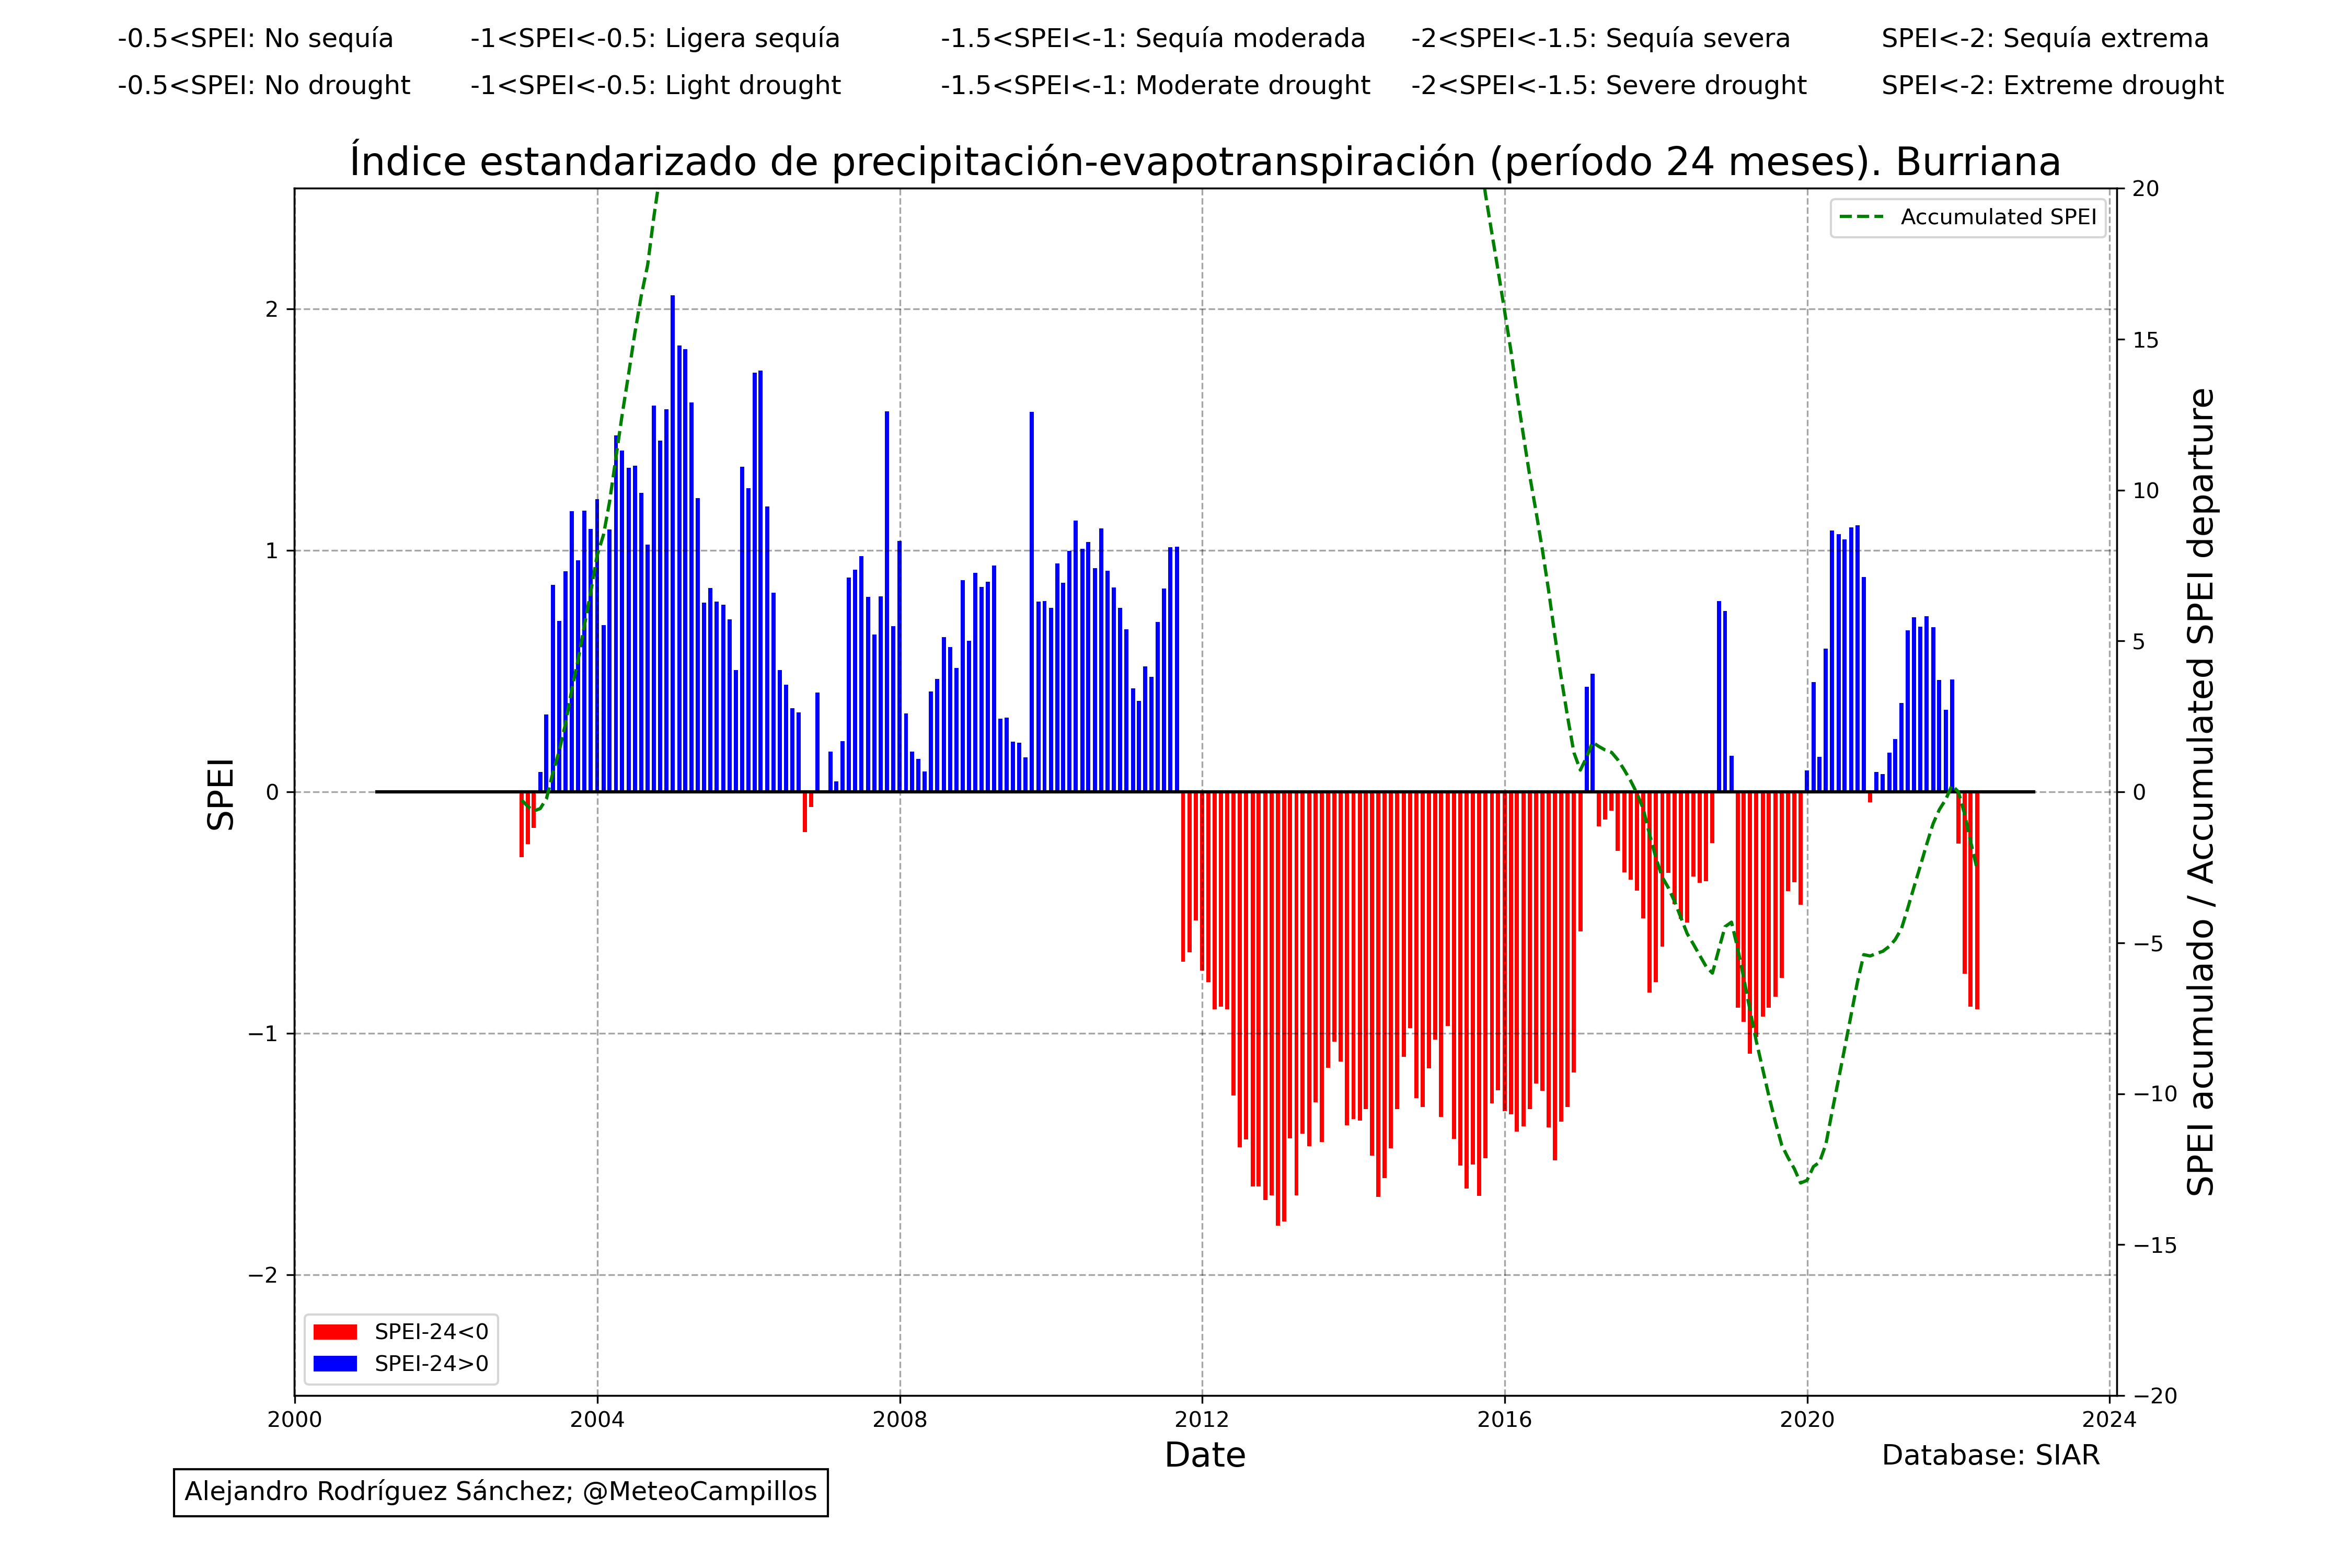 -0.5<SPEI: No sequía -1<SPEI<-0.5: Ligera sequía -1.5<SPEI<-1: Sequía moderada -2<SPEI<-1.5: Sequía severa SPEI<-2: Sequía extrema
-0.5<SPEI: No drought -1<SPEI<-0.5: Light drought -1.5<SPEI<-1: Moderate drought -2<SPEI<-1.5: Severe drought SPEI<-2: Extreme drought
Índice estandarizado de precipitación-evapotranspiración (período 24 meses). Burriana
Accumulated SPEI
SPEI
2
1
0
−1
−2
20
15
10
5
0
−5
−10
−15
−20
SPEI acumulado / Accumulated SPEI departure
SPEI-24<0
SPEI-24>0
2000 2004 2008 2012 2016 2020 2024
Date
Database: SIAR
Alejandro Rodríguez Sánchez; @MeteoCampillos